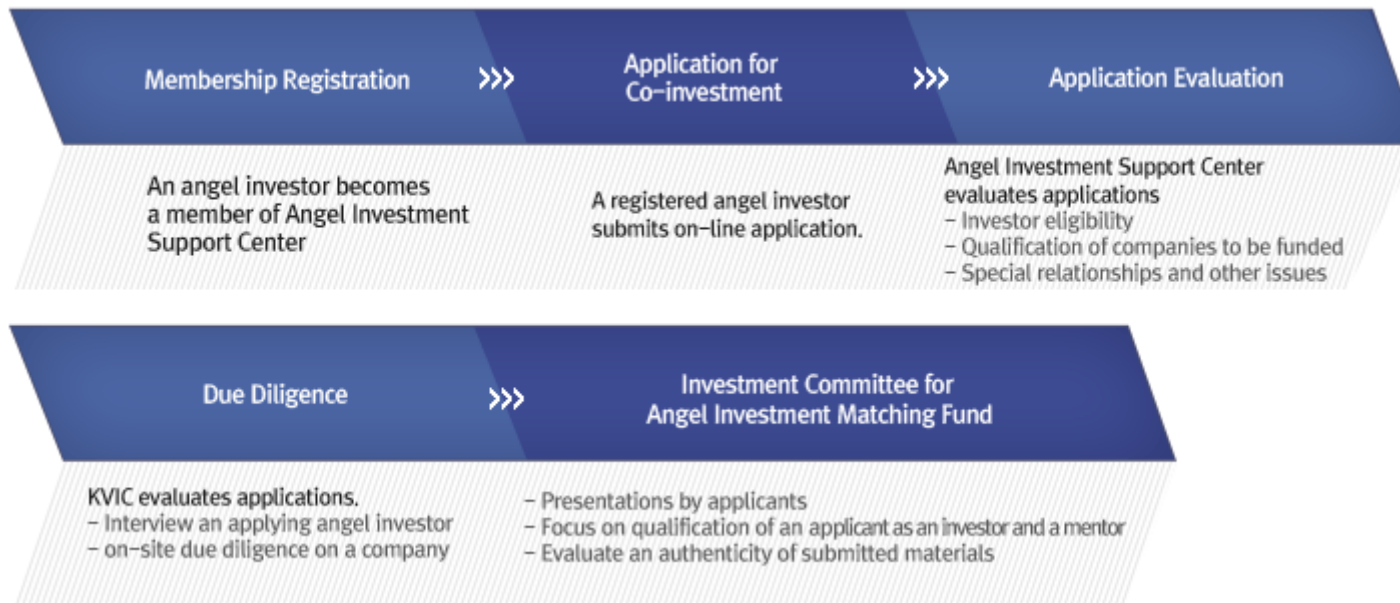 Membership Registration
>>>
Application for
Co-investment
>>>
Application Evaluation
An angel investor becomes
a member of Angel Investment
Support Center
A registered angel investor
submits on-line application.
Angel Investment Support Center
evaluates applications
- Investor eligibility
- Qualification of companies to be funded
- Special relationships and other issues
Due Diligence
>>>
Investment Committee for
Angel Investment Matching Fund
KVIC evaluates applications.
- Interview an applying angel investor
- on-site due diligence on a company
- Presentations by applicants
- Focus on qualification of an applicant as an investor and a mentor
- Evaluate an authenticity of submitted materials